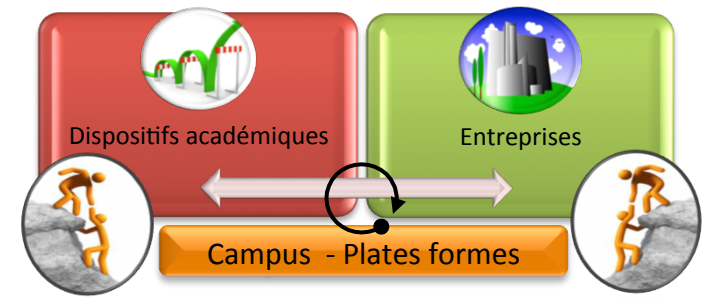 Dispositifs académiques
Entreprises
Campus - Plates formes